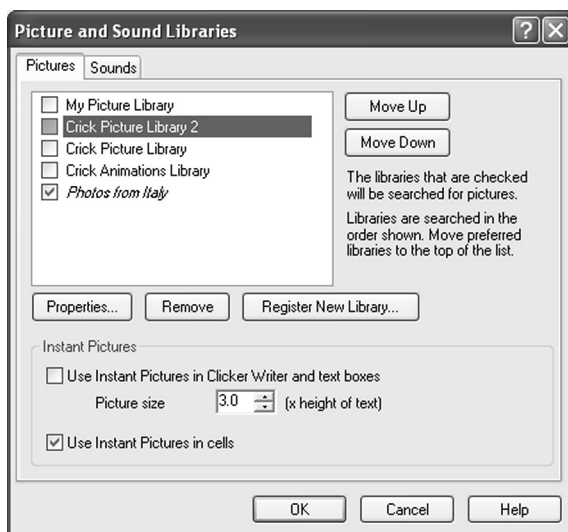 Picture and Sound Libraries
Pictures Sounds
My Picture Library
Crick Picture Library 2
Crick Picture Library
Crick Animations Library
Photos from Italy
Move Up
Move Down
The libraries that are checked
will be searched for pictures.
Libraries are searched in the
order shown. Move preferred
libraries to the top of the list.
Properties... Remove Register New Library...
Instant Pictures
Use Instant Pictures in Clicker Writer and text boxes
Picture size 3.0 (x height of text)
Use Instant Pictures in cells
OK Cancel Help